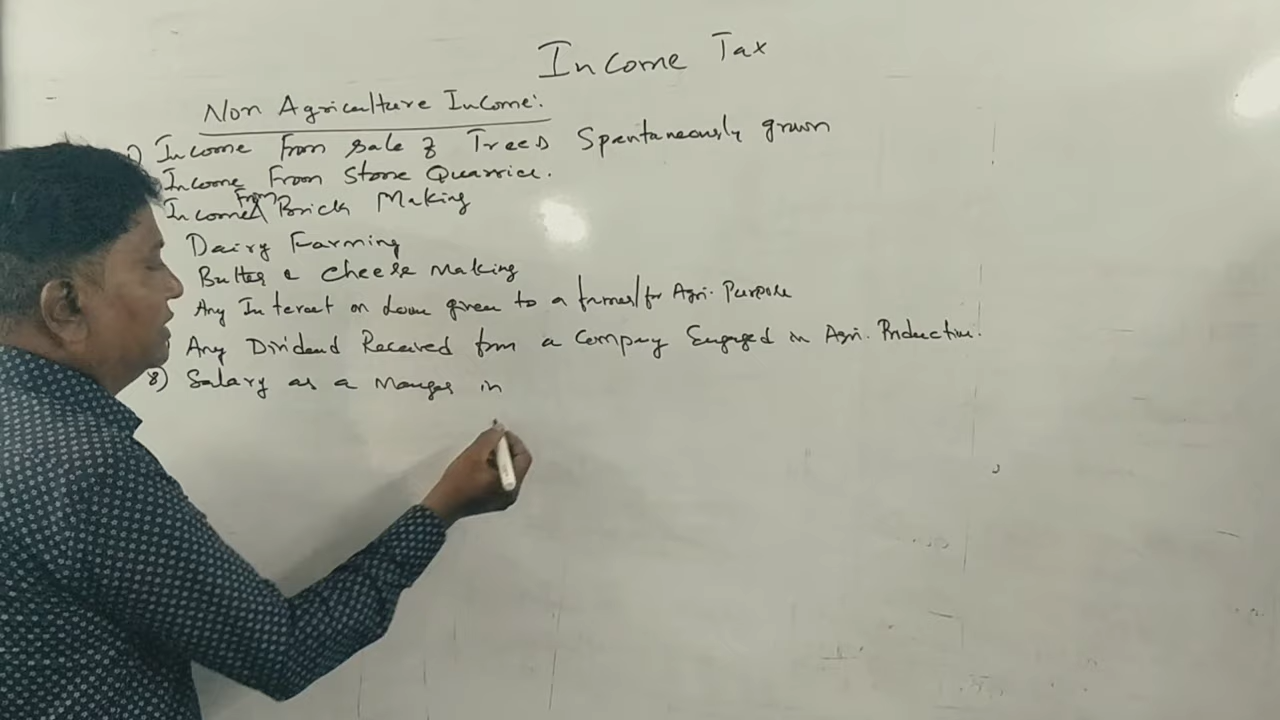 Income Tax
Non Agriculture Income:
1) Income From Sale of Trees Spontaneously grown
Income From Stone Quarries.
Income From Brick Making
Dairy Farming
Butter & Cheese Making
Any Interest on Loan given to a farmer/for Agri. Purpose
Any Dividend Received from a Company Engaged in Agri. Production.
8) Salary as a Manager in